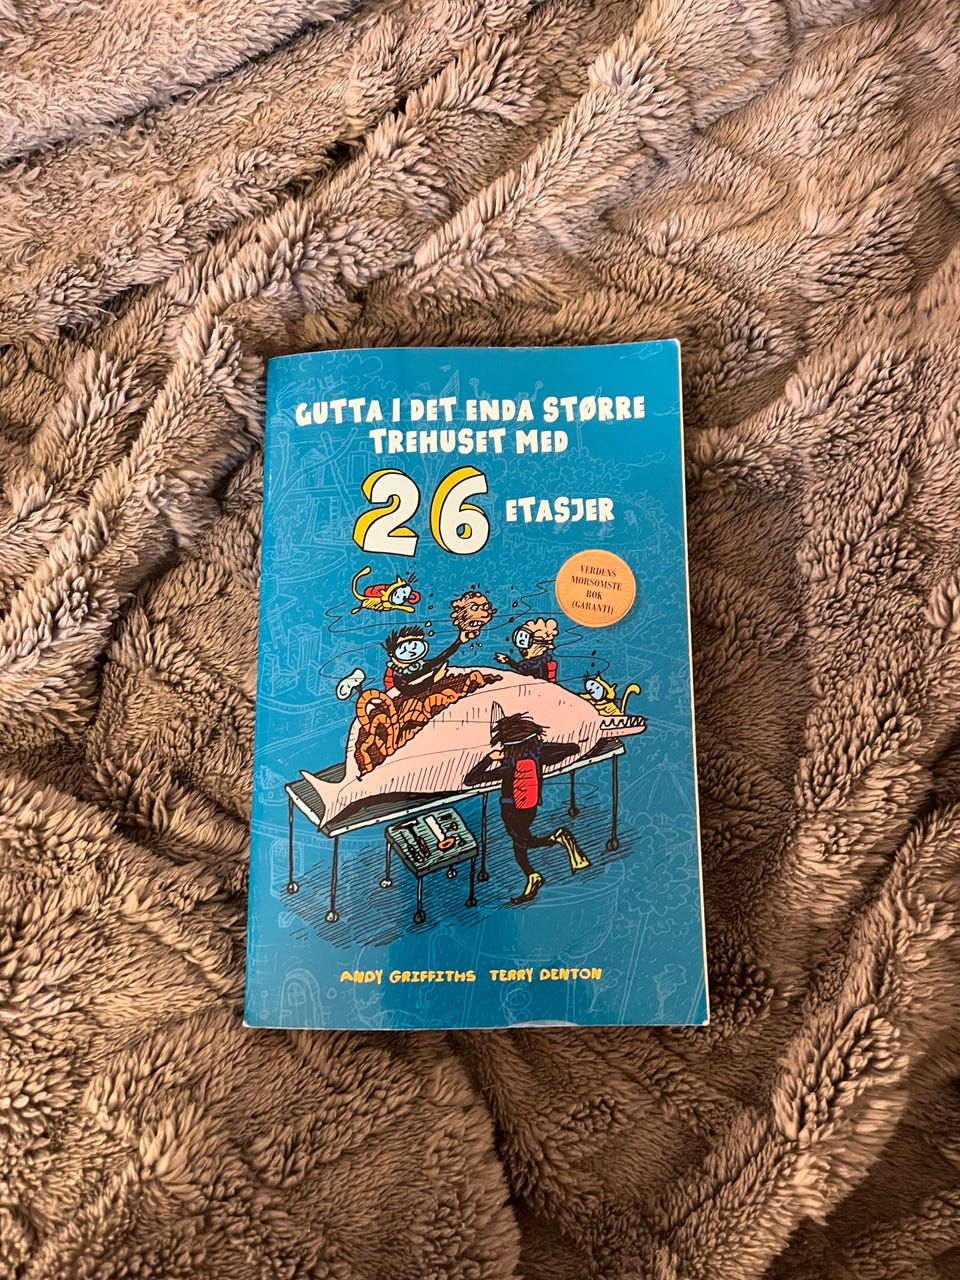 GUTTA I DET ENDA STØRRE
TREHUSET MED
26 ETASJER
VERDENS
MORSOMSTE
BOK
(GARANTI)
ANDY GRIFFITHS TERRY DENTON